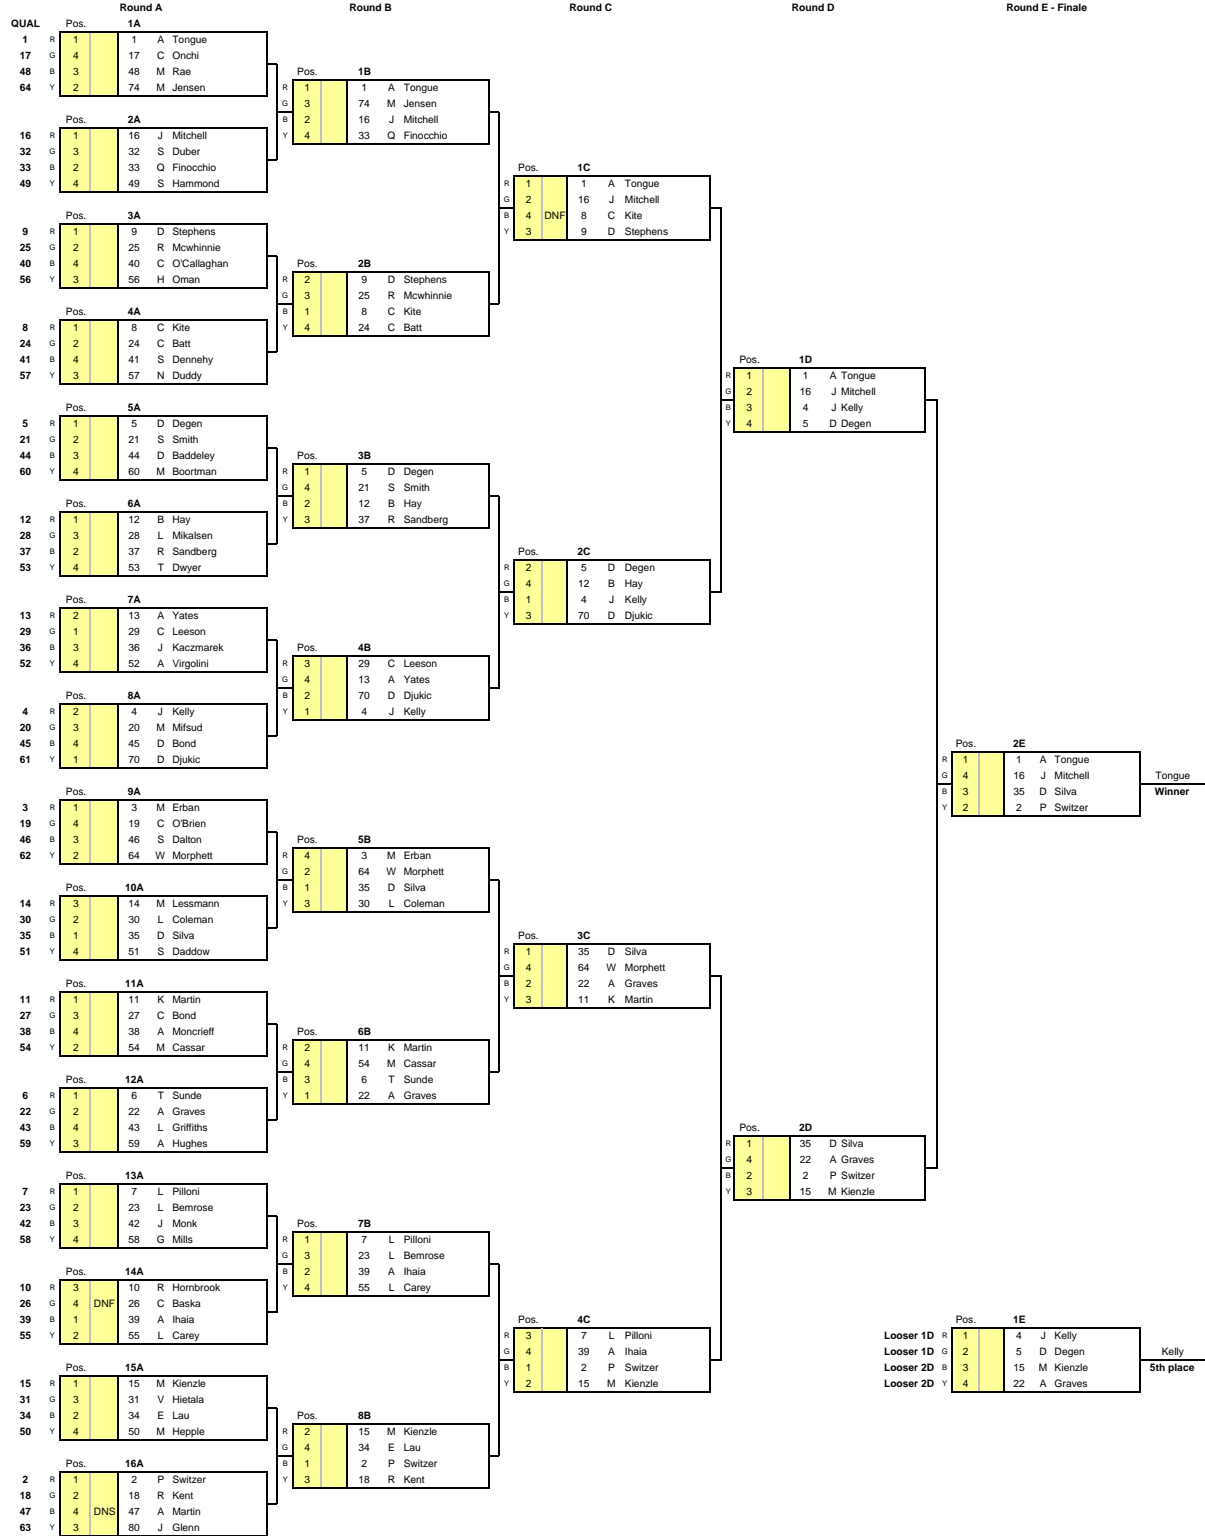 Round A Round B Round C Round D Round E - Finale
QUAL Pos. 1A
1 R 1 1 A Tongue
17 G 4 17 C Onchi
48 B 3 48 M Rae
64 Y 2 74 M Jensen
Pos. 2A
16 R 1 16 J Mitchell
32 G 3 32 S Duber
33 B 2 33 Q Finocchio
49 Y 4 49 S Hammond
Pos. 3A
9 R 1 9 D Stephens
25 G 2 25 R Mcwhinnie
40 B 4 40 C O'Callaghan
56 Y 3 56 H Oman
Pos. 4A
8 R 1 8 C Kite
24 G 2 24 C Batt
41 B 4 41 S Dennehy
57 Y 3 57 N Duddy
Pos. 5A
5 R 1 5 D Degen
21 G 2 21 S Smith
44 B 3 44 D Baddeley
60 Y 4 60 M Boortman
Pos. 6A
12 R 1 12 B Hay
28 G 3 28 L Mikalsen
37 B 2 37 R Sandberg
53 Y 4 53 T Dwyer
Pos. 7A
13 R 2 13 A Yates
29 G 1 29 C Leeson
36 B 3 36 J Kaczmarek
52 Y 4 52 A Virgolini
Pos. 8A
4 R 2 4 J Kelly
20 G 3 20 M Mifsud
45 B 4 45 D Bond
61 Y 1 70 D Djukic
Pos. 9A
3 R 1 3 M Erban
19 G 4 19 C O'Brien
46 B 3 46 S Dalton
62 Y 2 64 W Morphett
Pos. 10A
14 R 3 14 M Lessmann
30 G 2 30 L Coleman
35 B 1 35 D Silva
51 Y 4 51 S Daddow
Pos. 11A
11 R 1 11 K Martin
27 G 3 27 C Bond
38 B 4 38 A Moncrieff
54 Y 2 54 M Cassar
Pos. 12A
6 R 1 6 T Sunde
22 G 2 22 A Graves
43 B 4 43 L Griffiths
59 Y 3 59 A Hughes
Pos. 13A
7 R 1 7 L Pilloni
23 G 2 23 L Bemrose
42 B 3 42 J Monk
58 Y 4 58 G Mills
Pos. 14A
10 R 3 10 R Hornbrook
26 G 4 DNF 26 C Baska
39 B 1 39 A Ihaia
55 Y 2 55 L Carey
Pos. 15A
15 R 1 15 M Kienzle
31 G 3 31 V Hietala
34 B 2 34 E Lau
50 Y 4 50 M Hepple
Pos. 16A
2 R 1 2 P Switzer
18 G 2 18 R Kent
47 B 4 DNS 47 A Martin
63 Y 3 80 J Glenn
Pos. 1B
R 1 1 A Tongue
G 3 74 M Jensen
B 2 16 J Mitchell
Y 4 33 Q Finocchio
Pos. 2B
R 2 9 D Stephens
G 3 25 R Mcwhinnie
B 1 8 C Kite
Y 4 24 C Batt
Pos. 3B
R 1 5 D Degen
G 4 21 S Smith
B 2 12 B Hay
Y 3 37 R Sandberg
Pos. 4B
R 3 29 C Leeson
G 4 13 A Yates
B 2 70 D Djukic
Y 1 4 J Kelly
Pos. 5B
R 4 3 M Erban
G 2 64 W Morphett
B 1 35 D Silva
Y 3 30 L Coleman
Pos. 6B
R 2 11 K Martin
G 4 54 M Cassar
B 3 6 T Sunde
Y 1 22 A Graves
Pos. 7B
R 1 7 L Pilloni
G 3 23 L Bemrose
B 2 39 A Ihaia
Y 4 55 L Carey
Pos. 8B
R 2 15 M Kienzle
G 4 34 E Lau
B 1 2 P Switzer
Y 3 18 R Kent
Pos. 1C
R 1 1 A Tongue
G 2 16 J Mitchell
B 4 DNF 8 C Kite
Y 3 9 D Stephens
Pos. 2C
R 2 5 D Degen
G 4 12 B Hay
B 1 4 J Kelly
Y 3 70 D Djukic
Pos. 3C
R 1 35 D Silva
G 4 64 W Morphett
B 2 22 A Graves
Y 3 11 K Martin
Pos. 4C
R 3 7 L Pilloni
G 4 39 A Ihaia
B 1 2 P Switzer
Y 2 15 M Kienzle
Pos. 1D
R 1 1 A Tongue
G 2 16 J Mitchell
B 3 4 J Kelly
Y 4 5 D Degen
Pos. 2D
R 1 35 D Silva
G 4 22 A Graves
B 2 2 P Switzer
Y 3 15 M Kienzle
Pos. 2E
R 1 1 A Tongue
G 4 16 J Mitchell Tongue
B 3 35 D Silva Winner
Y 2 2 P Switzer
Pos. 1E
Looser 1D R 1 4 J Kelly
Looser 1D G 2 5 D Degen Kelly
Looser 2D B 3 15 M Kienzle 5th place
Looser 2D Y 4 22 A Graves